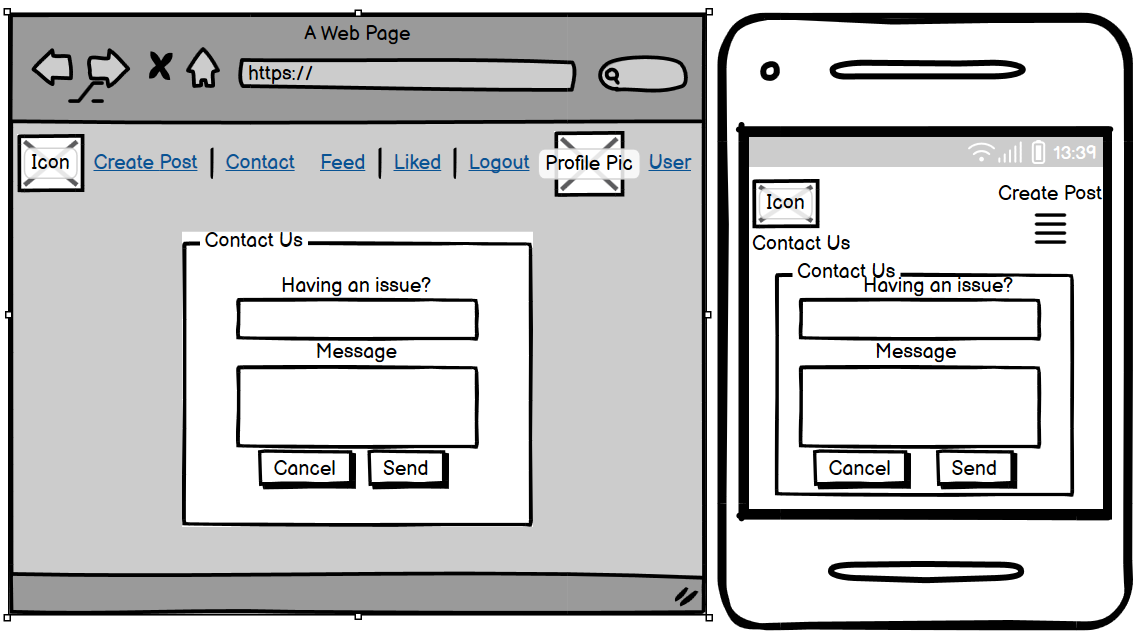 A Web Page
https://
Icon Create Post Contact Feed Liked Logout Profile Pic User
Contact Us
Having an issue?
Message
Cancel Send
13:39
Icon
Create Post
Contact Us
Contact Us
Having an issue?
Message
Cancel Send